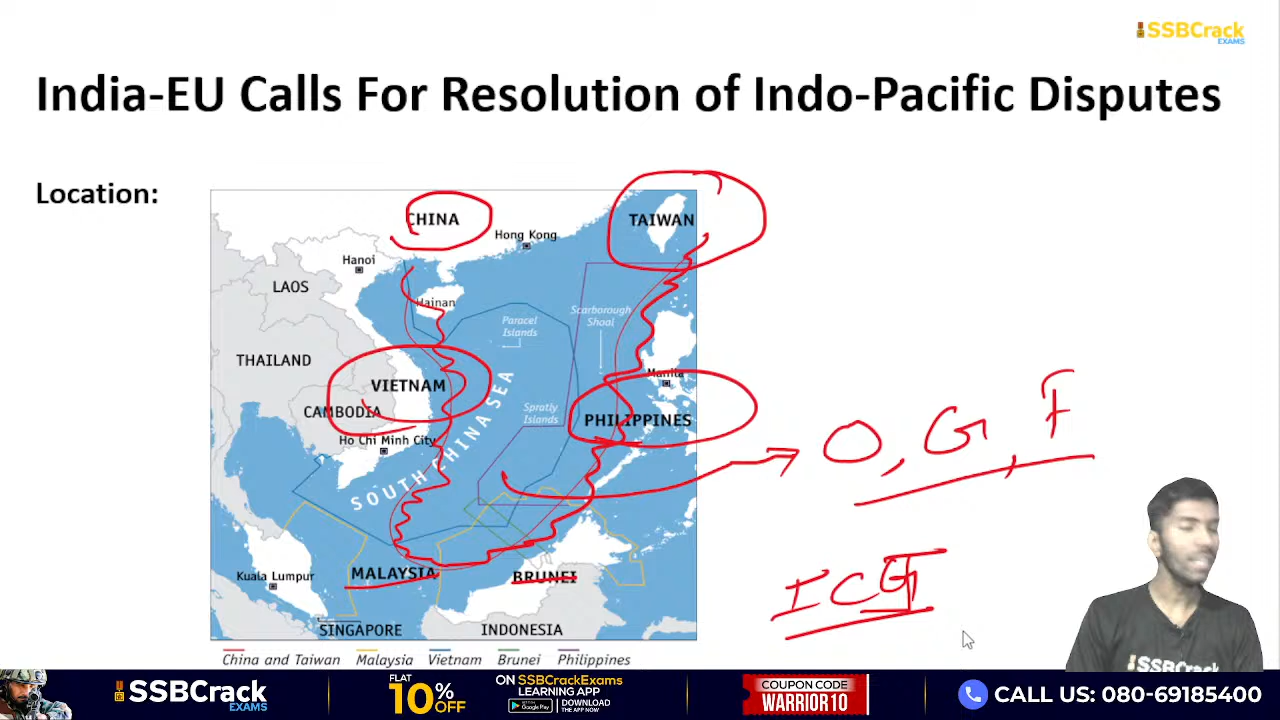 SSBCrack
EXAMS
India-EU Calls For Resolution of Indo-Pacific Disputes
Location:
CHINA
TAIWAN
Hong Kong
Hanoi
LAOS
Hainan
Paracel
Islands
Scarborough
Shoal
THAILAND
VIETNAM
Manila
CAMBODIA
Spratly
Islands
PHILIPPINES
Ho Chi Minh City
SOUTH CHINA SEA
O, G, F
Kuala Lumpur
MALAYSIA
BRUNEI
SINGAPORE
INDONESIA
China and Taiwan Malaysia Vietnam Brunei Philippines
SSBCrack
SSBCrack
EXAMS
FLAT
10% OFF
ON SSBCrackExams
LEARNING APP
Google Play
DOWNLOAD
THE APP NOW
COUPON CODE
WARRIOR10
CALL US: 080-69185400